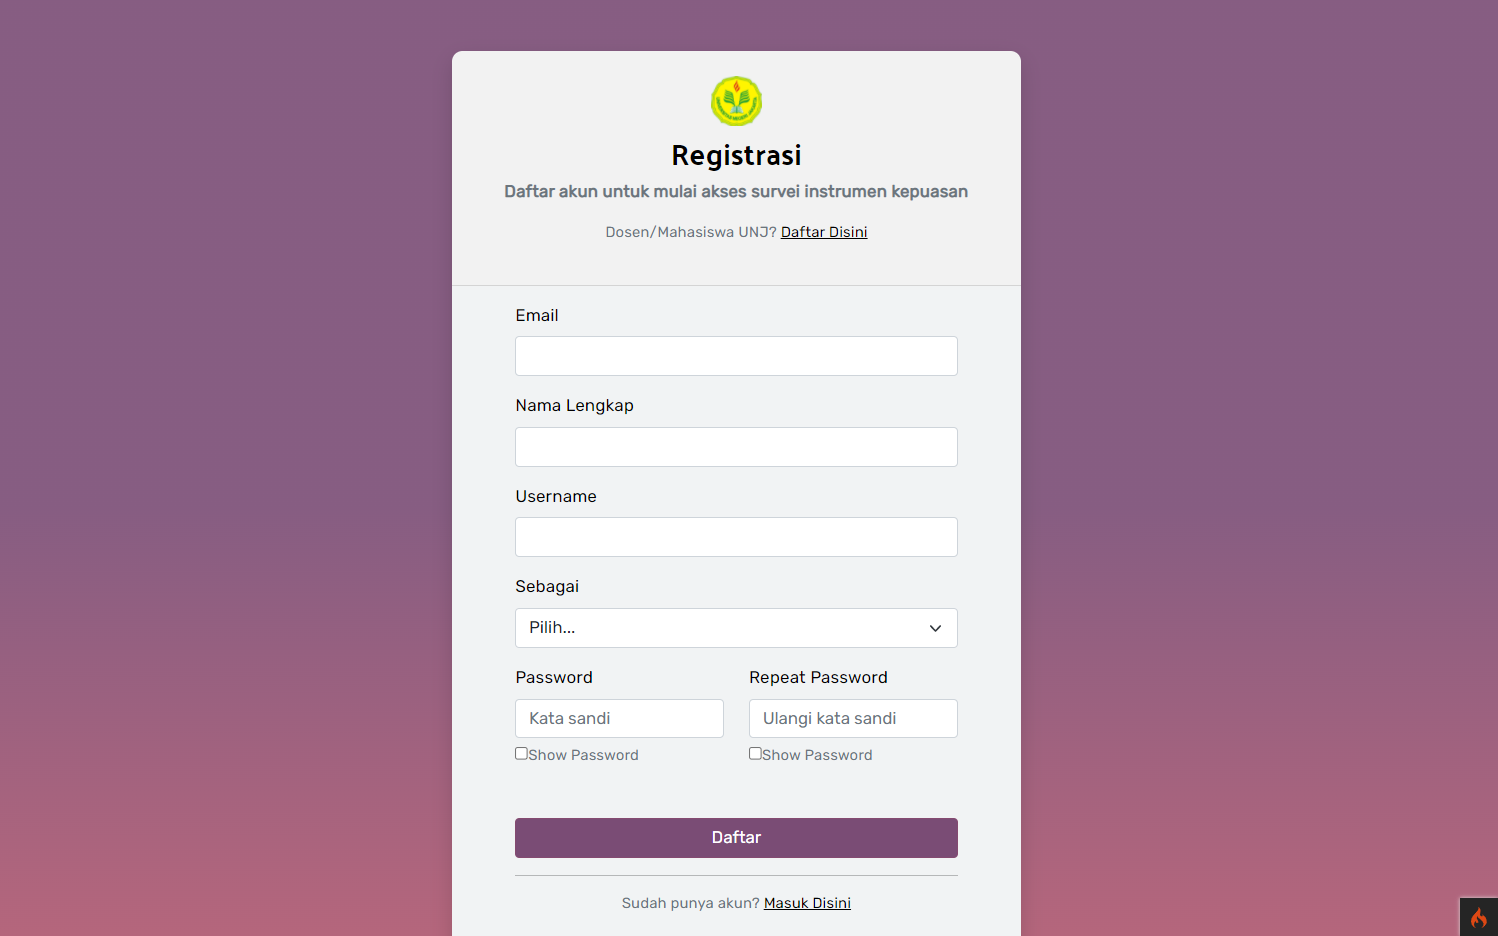 Registrasi
Daftar akun untuk mulai akses survei instrumen kepuasan
Dosen/Mahasiswa UNJ? Daftar Disini
Email
Nama Lengkap
Username
Sebagai
Pilih...
Password Repeat Password
Kata sandi Ulangi kata sandi
Show Password Show Password
Daftar
Sudah punya akun? Masuk Disini